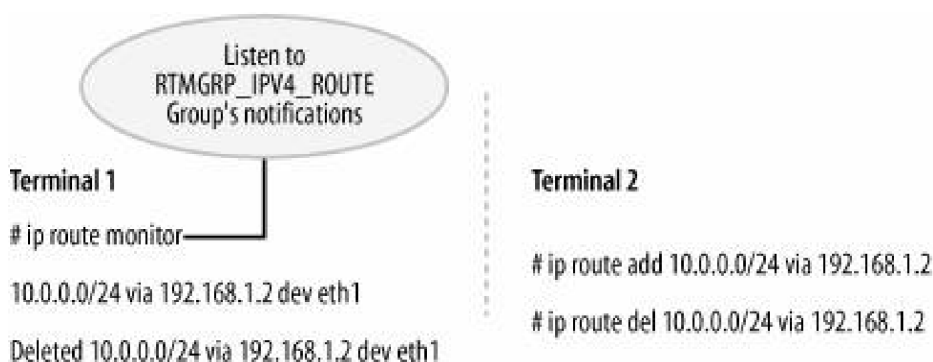 Listen to
RTMGRP_IPV4_ROUTE
Group's notifications
Terminal 1
# ip route monitor
10.0.0.0/24 via 192.168.1.2 dev eth1
Deleted 10.0.0.0/24 via 192.168.1.2 dev eth1
Terminal 2
# ip route add 10.0.0.0/24 via 192.168.1.2
# ip route del 10.0.0.0/24 via 192.168.1.2